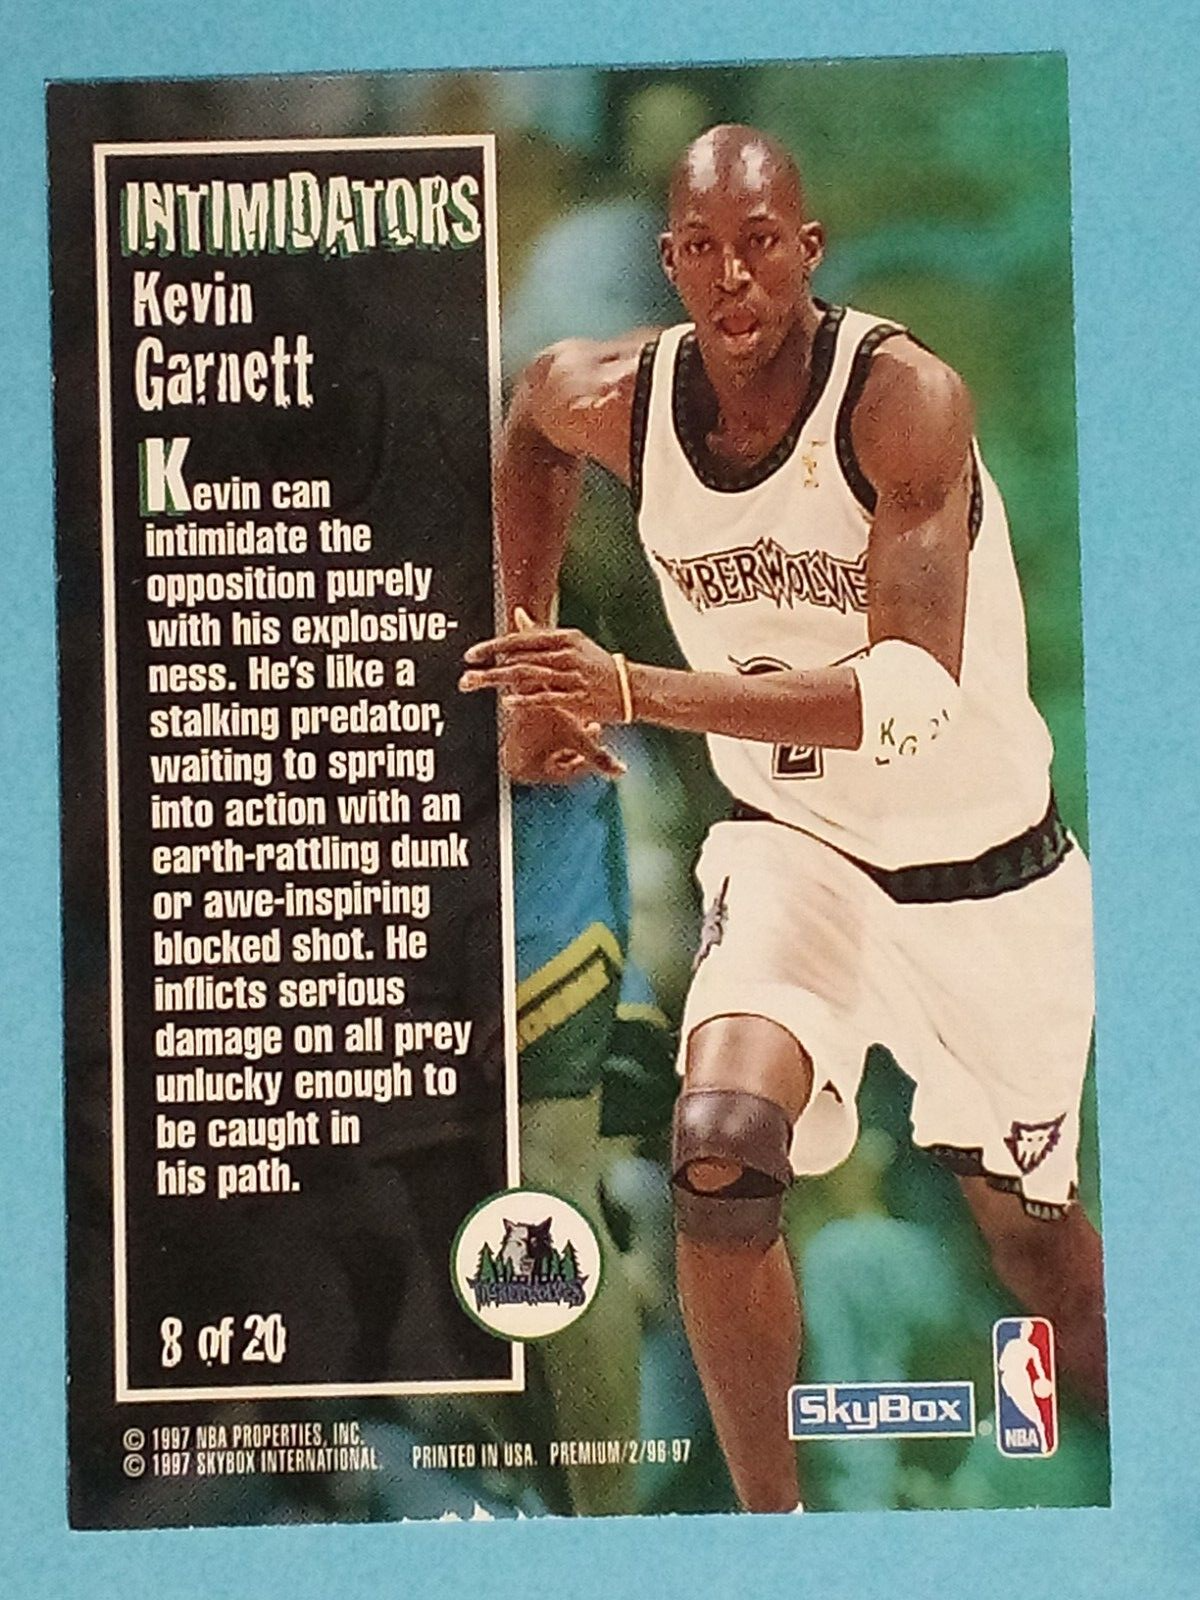 INTIMIDATORS
Kevin
Garnett
Kevin can
intimidate the
opposition purely
with his explosive-
ness. He's like a
stalking predator,
waiting to spring
into action with an
earth-rattling dunk
or awe-inspiring
blocked shot. He
inflicts serious
damage on all prey
unlucky enough to
be caught in
his path.
8 of 20
© 1997 NBA PROPERTIES, INC.
© 1997 SKYBOX INTERNATIONAL. PRINTED IN USA. PREMIUM/2/96-97
TIMBERWOLVES
SkyBox ®
NBA
MBERWOLVE
2
KG 21